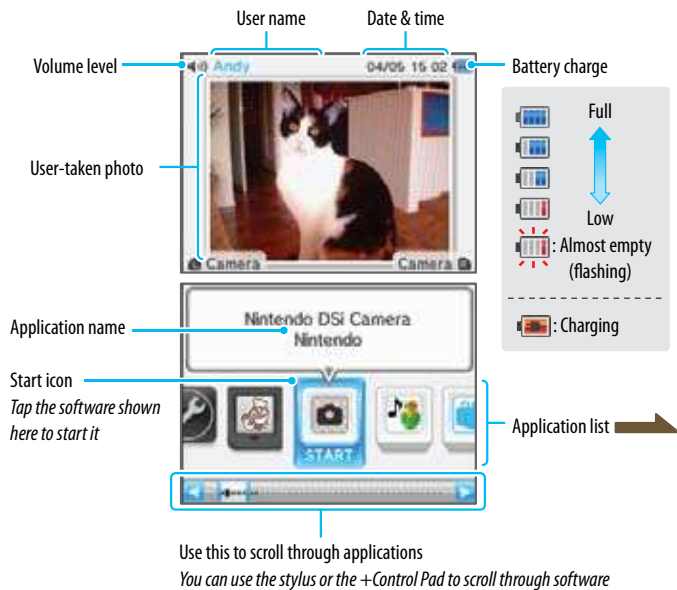 User name
Date & time
Volume level
Andy
04/05 15:02
Battery charge
Full
User-taken photo
Low
: Almost empty
(flashing)
Camera
Camera
: Charging
Application name
Nintendo DSi Camera
Nintendo
Start icon
Tap the software shown
here to start it
START
Application list
Use this to scroll through applications
You can use the stylus or the +Control Pad to scroll through software